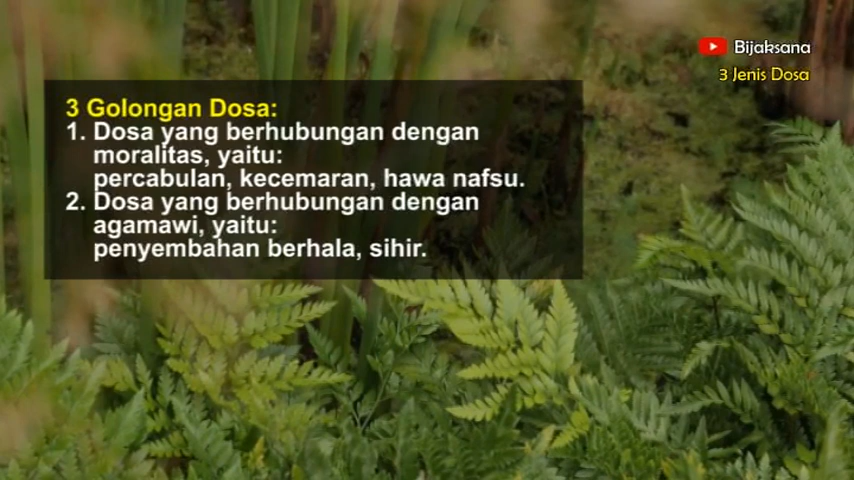 Bijaksana
3 Jenis Dosa
3 Golongan Dosa:
1. Dosa yang berhubungan dengan
moralitas, yaitu:
percabulan, kecemaran, hawa nafsu.
2. Dosa yang berhubungan dengan
agamawi, yaitu:
penyembahan berhala, sihir.